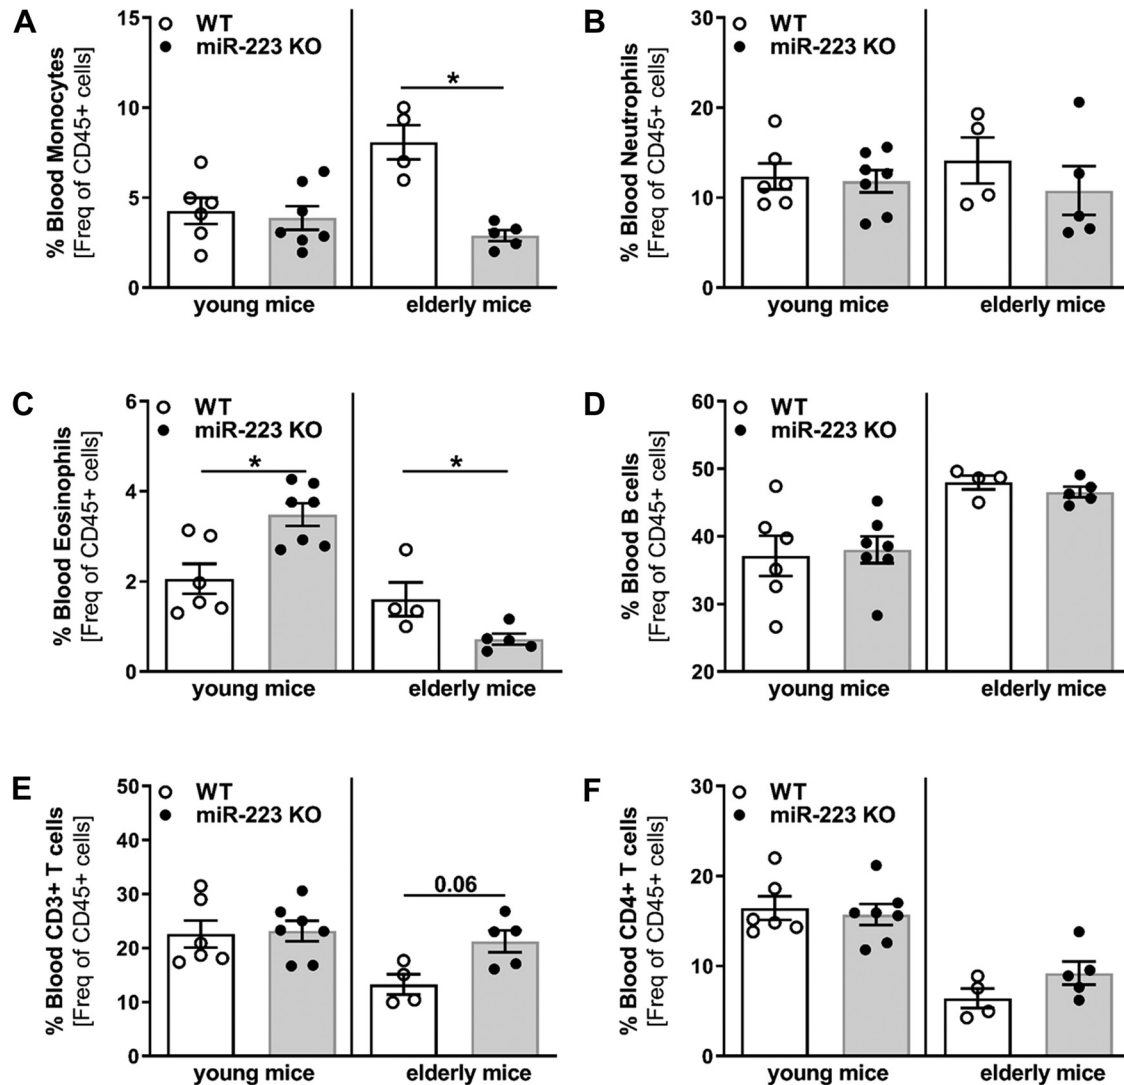 A
% Blood Monocytes
[Freq of CD45+ cells]
WT
miR-223 KO
15
10
5
0
*
young mice
elderly mice
B
% Blood Neutrophils
[Freq of CD45+ cells]
WT
miR-223 KO
30
20
10
0
young mice
elderly mice
C
% Blood Eosinophils
[Freq of CD45+ cells]
WT
miR-223 KO
6
4
2
0
*
*
young mice
elderly mice
D
% Blood B cells
[Freq of CD45+ cells]
WT
miR-223 KO
60
50
40
30
20
young mice
elderly mice
E
% Blood CD3+ T cells
[Freq of CD45+ cells]
WT
miR-223 KO
50
40
30
20
10
0
0.06
young mice
elderly mice
F
% Blood CD4+ T cells
[Freq of CD45+ cells]
WT
miR-223 KO
30
20
10
0
young mice
elderly mice